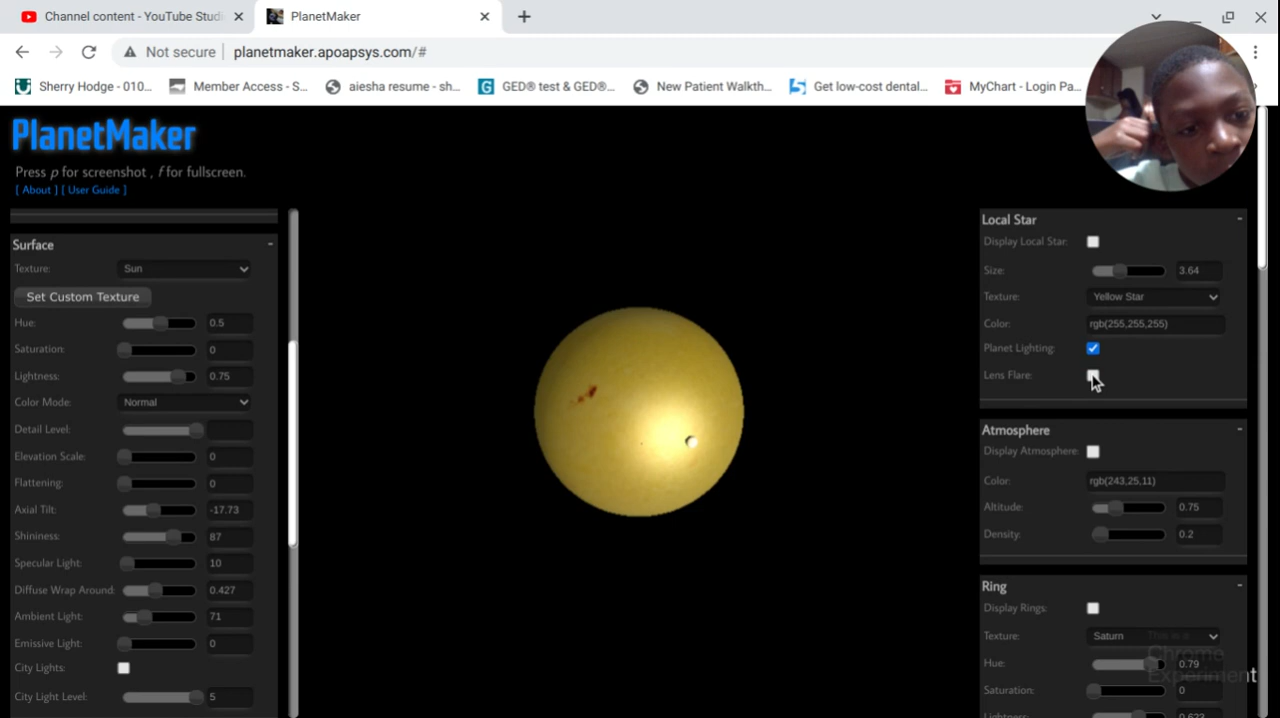 Channel content - YouTube Studi
PlanetMaker
Not secure
planetmaker.apoapsys.com/#
Sherry Hodge - 010...
Member Access - S...
aiesha resume - sh...
GED® test & GED®...
New Patient Walkth...
Get low-cost dental...
MyChart - Login Pa...
PlanetMaker
Press p for screenshot , f for fullscreen.
[ About ] [ User Guide ]
Surface
Texture: Sun
Set Custom Texture
Hue: 0.5
Saturation: 0
Lightness: 0.75
Color Mode: Normal
Detail Level:
Elevation Scale: 0
Flattening: 0
Axial Tilt: -17.73
Shininess: 87
Specular Light: 10
Diffuse Wrap Around: 0.427
Ambient Light: 71
Emissive Light: 0
City Lights:
City Light Level: 5
Local Star
Display Local Star:
Size: 3.64
Texture: Yellow Star
Color: rgb(255,255,255)
Planet Lighting:
Lens Flare:
Atmosphere
Display Atmosphere:
Color: rgb(243,25,11)
Altitude: 0.75
Density: 0.2
Ring
Display Rings:
Texture: Saturn
This is a
Chrome
Experiment
Hue: 0.79
Saturation: 0
Lightness: 0.623